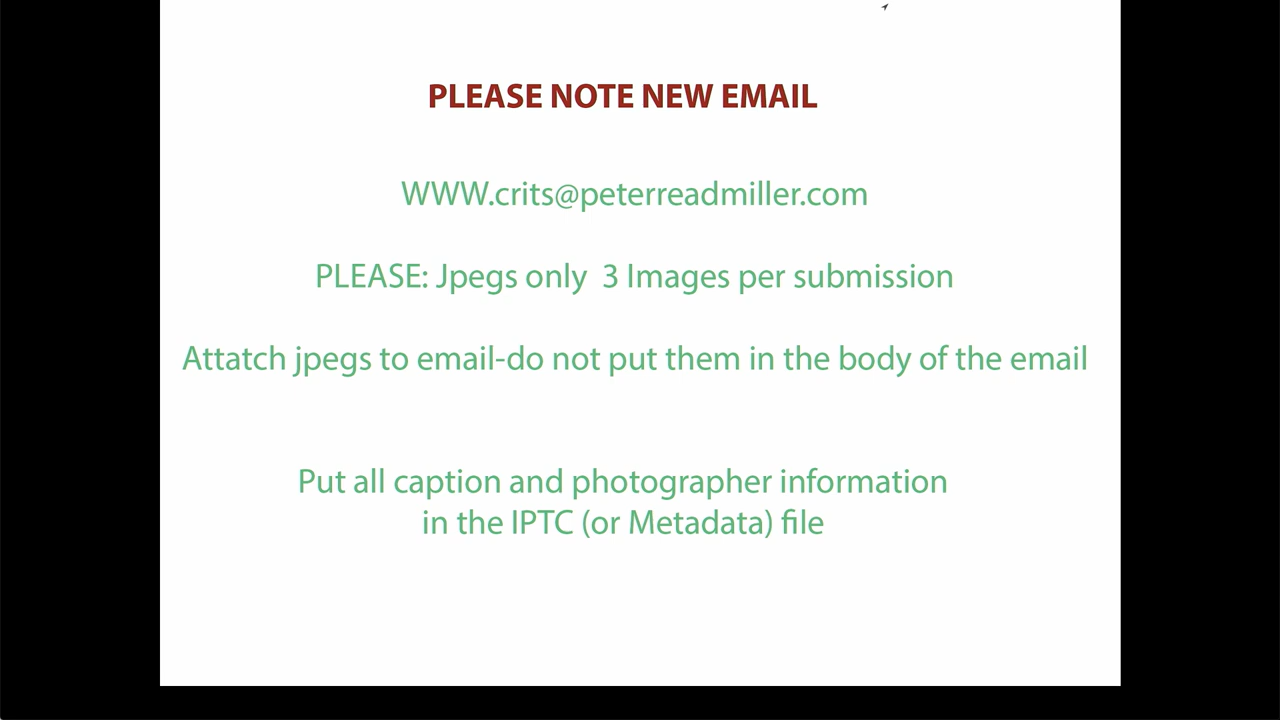 PLEASE NOTE NEW EMAIL
WWW.crits@peterreadmiller.com
PLEASE: Jpegs only  3 Images per submission
Attatch jpegs to email-do not put them in the body of the email
Put all caption and photographer information
in the IPTC (or Metadata) file